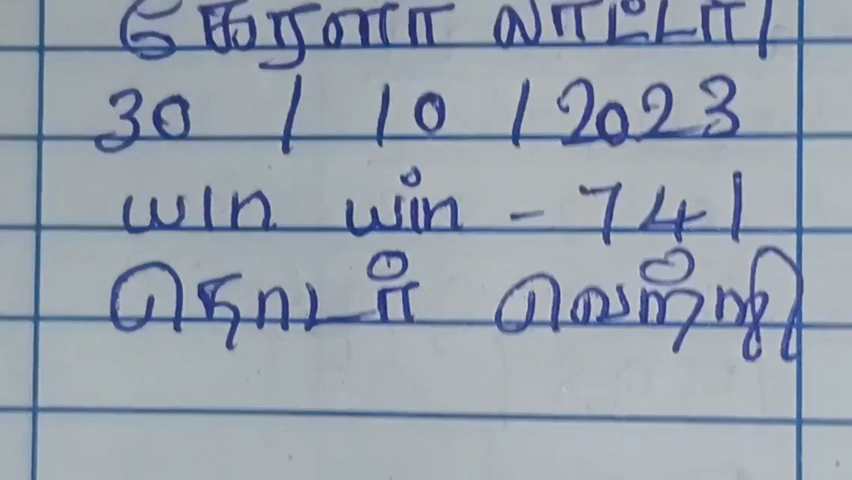 கேரளா லாட்டரி
30 / 10 / 2023
win win - 741
தொடர் வெற்றி